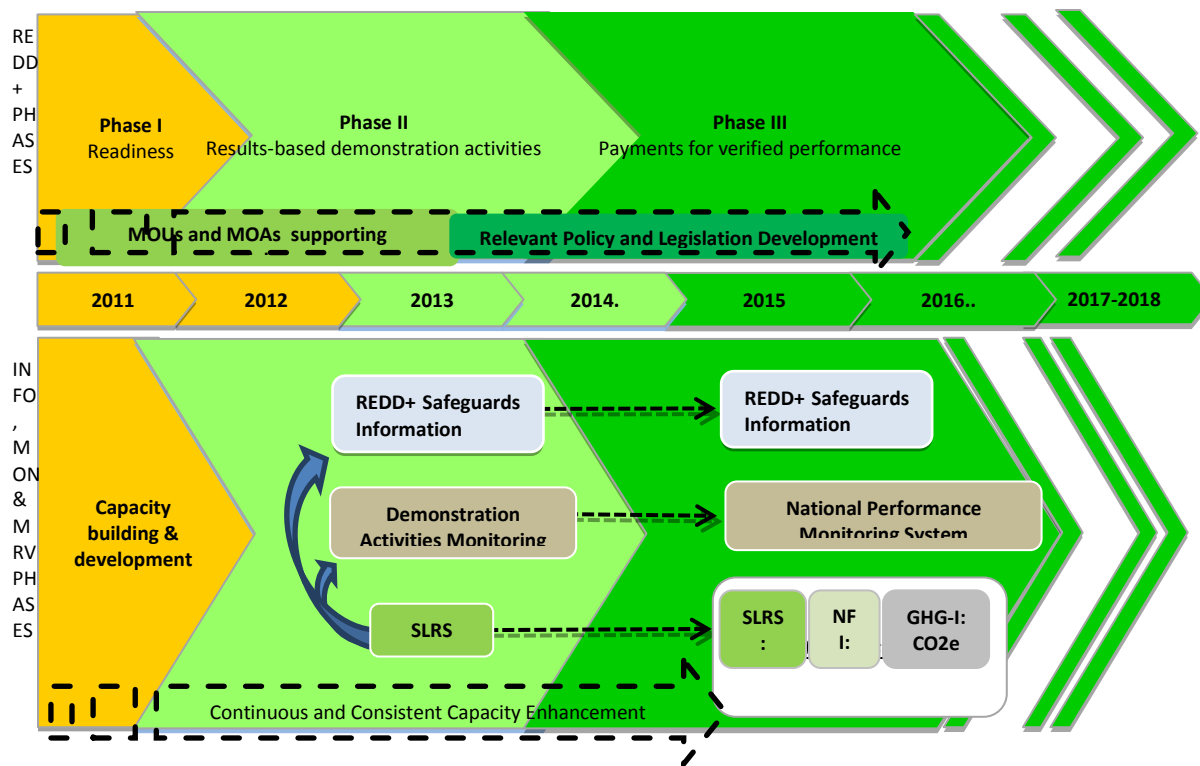 RE
DD
+
PH
AS
ES
Phase I
Readiness
Phase II
Results-based demonstration activities
Phase III
Payments for verified performance
MOUs and MOAs supporting
Relevant Policy and Legislation Development
2011
2012
2013
2014.
2015
2016..
2017-2018
IN
FO
,
M
ON
&
M
RV
PH
AS
ES
Capacity
building &
development
REDD+ Safeguards
Information
REDD+ Safeguards
Information
Demonstration
Activities Monitoring
National Performance
Monitoring System
SLRS
SLRS
:
NF
I:
GHG-I:
CO2e
Continuous and Consistent Capacity Enhancement